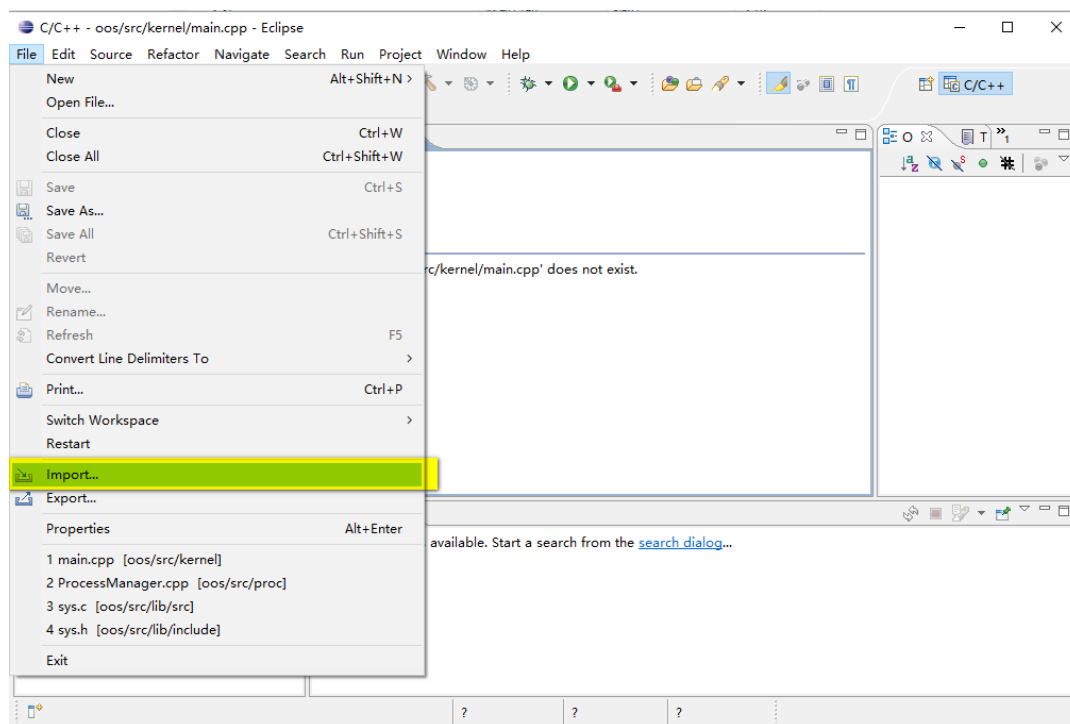 C/C++ - oos/src/kernel/main.cpp - Eclipse
File Edit Source Refactor Navigate Search Run Project Window Help
New Alt+Shift+N >
Open File...
C/C++
Close Ctrl+W
Close All Ctrl+Shift+W
O T »1
Save Ctrl+S
Save As...
Save All Ctrl+Shift+S
Revert
rc/kernel/main.cpp' does not exist.
Move...
Rename...
Refresh F5
Convert Line Delimiters To >
Print... Ctrl+P
Switch Workspace >
Restart
Import...
Export...
Properties Alt+Enter
available. Start a search from the search dialog...
1 main.cpp [oos/src/kernel]
2 ProcessManager.cpp [oos/src/proc]
3 sys.c [oos/src/lib/src]
4 sys.h [oos/src/lib/include]
Exit
? ? ?